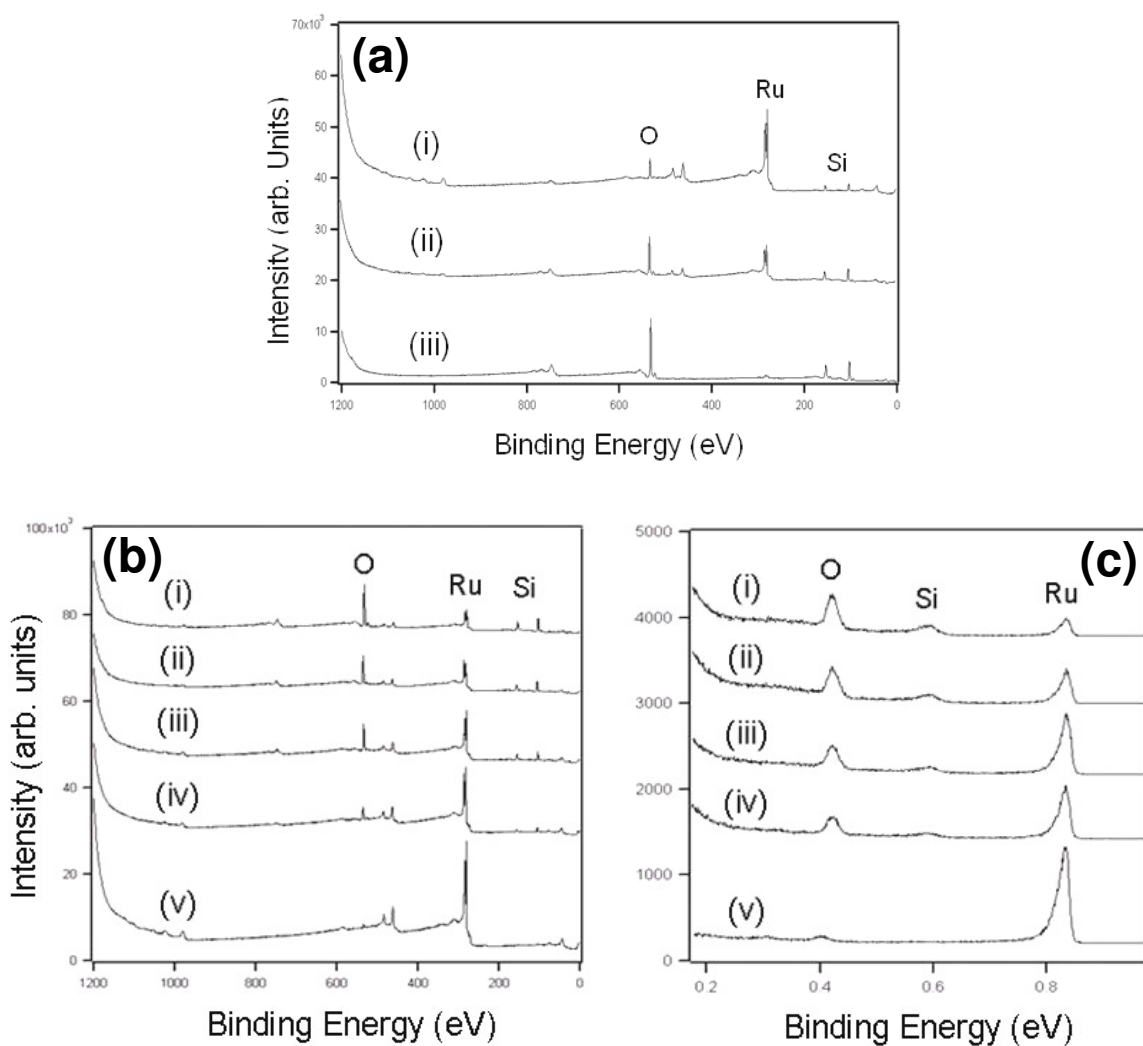 (a)
70x10³
60
50
40
30
20
10
0
Intensity (arb. Units)
(i)
(ii)
(iii)
O
Ru
Si
1200 1000 800 600 400 200 0
Binding Energy (eV)
(b)
100x10³
80
60
40
20
0
Intensity (arb. units)
O
Ru
Si
(i)
(ii)
(iii)
(iv)
(v)
1200 1000 800 600 400 200 0
Binding Energy (eV)
(c)
5000
4000
3000
2000
1000
0
O
Si
Ru
(i)
(ii)
(iii)
(iv)
(v)
0.2 0.4 0.6 0.8
Binding Energy (eV)